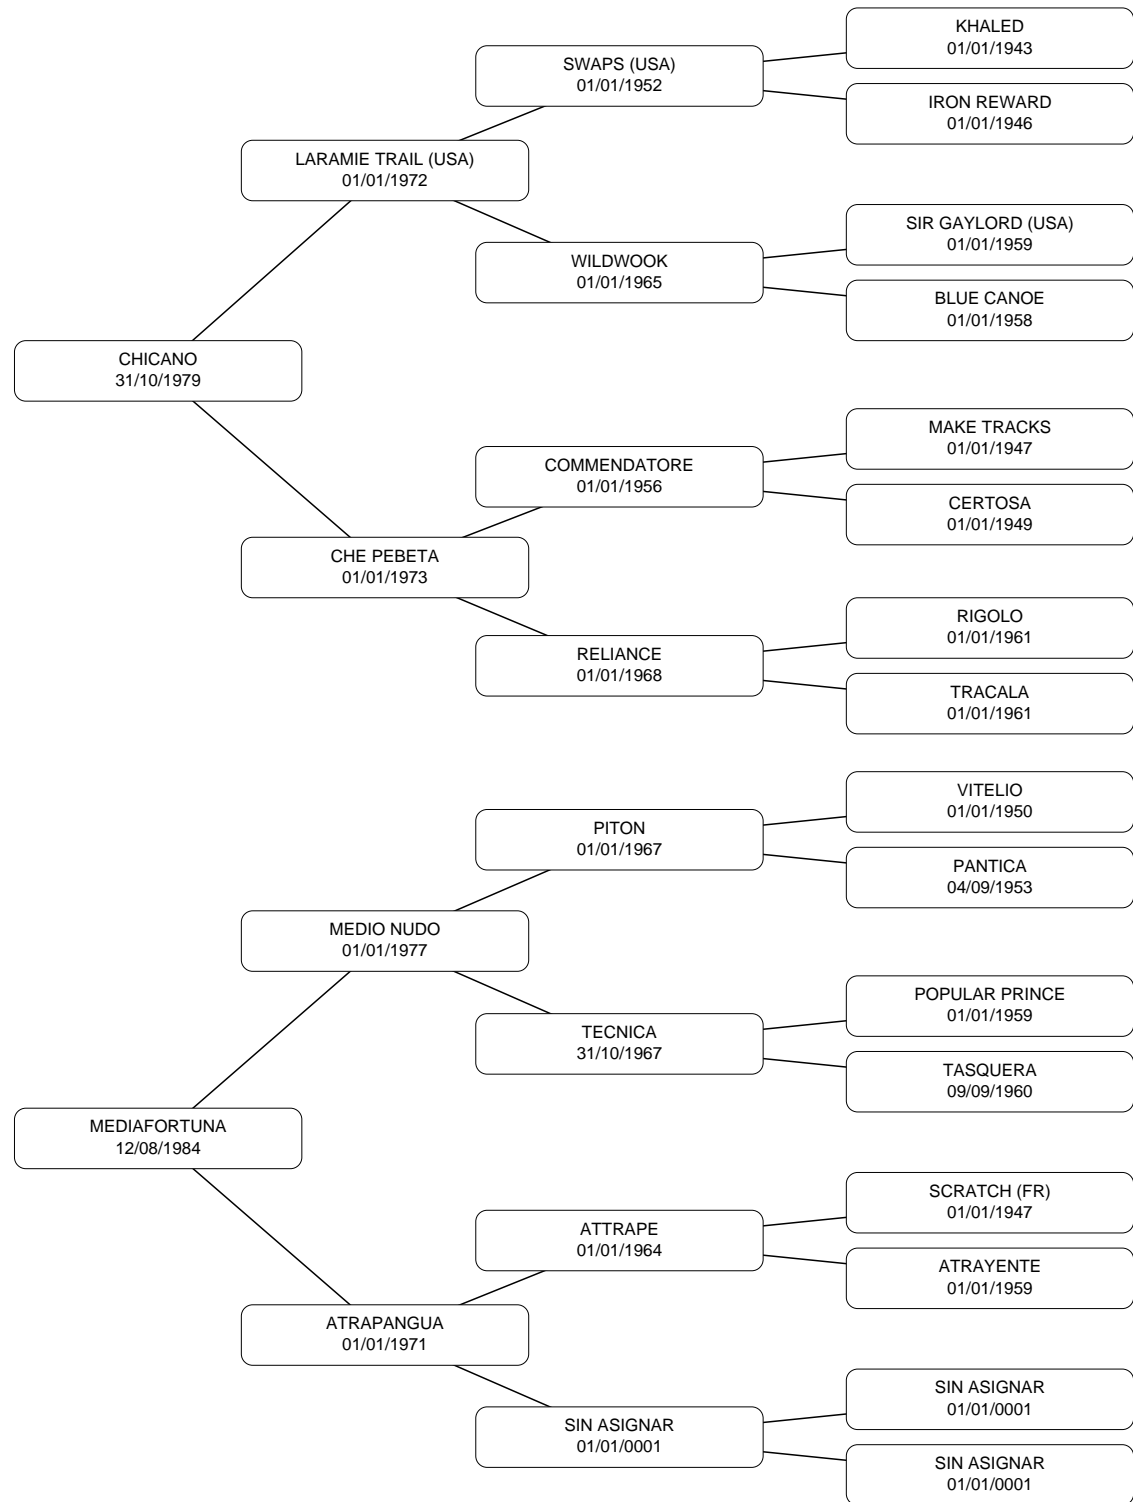 KHALED
01/01/1943
SWAPS (USA)
01/01/1952
IRON REWARD
01/01/1946
LARAMIE TRAIL (USA)
01/01/1972
SIR GAYLORD (USA)
01/01/1959
WILDWOOK
01/01/1965
BLUE CANOE
01/01/1958
CHICANO
31/10/1979
MAKE TRACKS
01/01/1947
COMMENDATORE
01/01/1956
CERTOSA
01/01/1949
CHE PEBETA
01/01/1973
RIGOLO
01/01/1961
RELIANCE
01/01/1968
TRACALA
01/01/1961
VITELIO
01/01/1950
PITON
01/01/1967
PANTICA
04/09/1953
MEDIO NUDO
01/01/1977
POPULAR PRINCE
01/01/1959
TECNICA
31/10/1967
TASQUERA
09/09/1960
MEDIAFORTUNA
12/08/1984
SCRATCH (FR)
01/01/1947
ATTRAPE
01/01/1964
ATRAYENTE
01/01/1959
ATRAPANGUA
01/01/1971
SIN ASIGNAR
01/01/0001
SIN ASIGNAR
01/01/0001
SIN ASIGNAR
01/01/0001